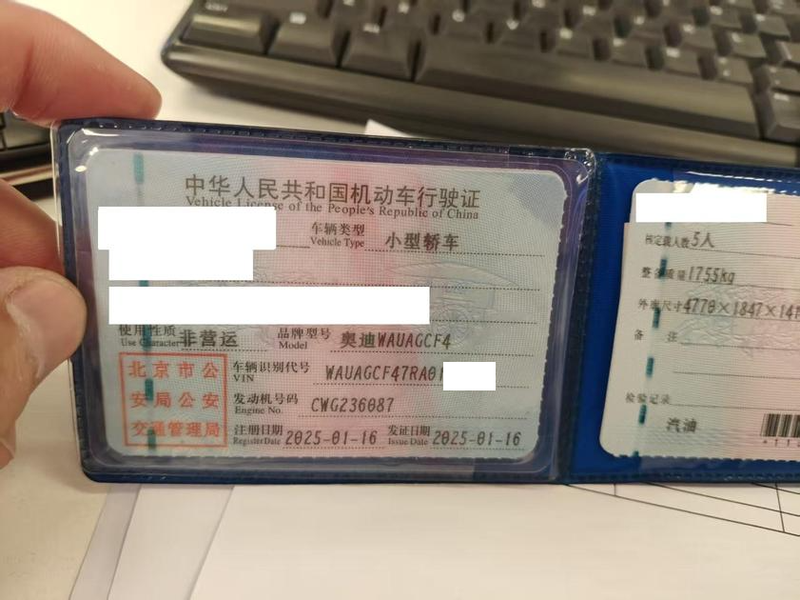 中华人民共和国机动车行驶证
Vehicle License of the People's Republic of China
车辆类型 小型轿车
Vehicle Type
使用性质 非营运 品牌型号 奥迪WAUAGCF4
Use Character Model
北京市公
安局公安
交通管理局
车辆识别代号 WAUAGCF47RA01
VIN
发动机号码 CWG236087
Engine No.
注册日期 2025-01-16 发证日期 2025-01-16
Register Date Issue Date
核定载人数 5人
整备质量 1755kg
外廓尺寸 4770×1847×141
备 注
检验记录
汽油